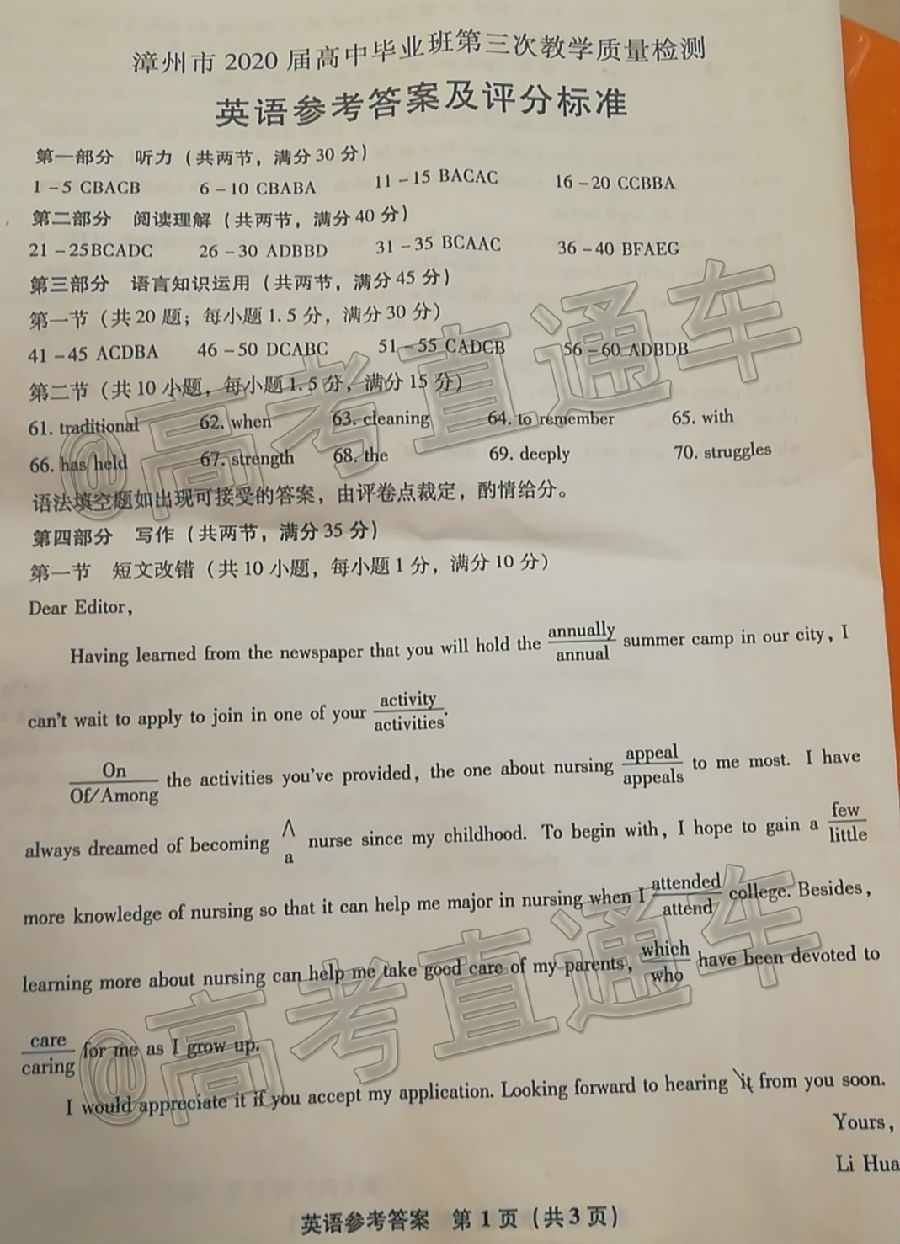 漳州市2020届高中毕业班第三次教学质量检测
英语参考答案及评分标准
第一部分 听力(共两节,满分30分)
1-5 CBACB 6-10 CBABA 11-15 BACAC 16-20 CCBBA
第二部分 阅读理解(共两节,满分40分)
21-25BCADC 26-30 ADBBD 31-35 BCAAC 36-40 BFAEG
第三部分 语言知识运用(共两节,满分45分)
第一节(共20题;每小题1.5分,满分30分)
41-45 ACDBA 46-50 DCABC 51-55 CADCB 56-60 ADBDB
第二节(共10小题,每小题1.5分,满分15分)
61. traditional 62. when 63. cleaning 64. to remember 65. with
66. has held 67. strength 68. the 69. deeply 70. struggles
语法填空题如出现可接受的答案,由评卷点裁定,酌情给分。
第四部分 写作(共两节,满分35分)
第一节 短文改错(共10小题,每小题1分,满分10分)
Dear Editor,
Having learned from the newspaper that you will hold the annually/annual summer camp in our city, I
can't wait to apply to join in one of your activity/activities.
On/Of/Among the activities you've provided, the one about nursing appeal/appeals to me most. I have
always dreamed of becoming ∧/a nurse since my childhood. To begin with, I hope to gain a few/little
more knowledge of nursing so that it can help me major in nursing when I attended/attend college. Besides,
learning more about nursing can help me take good care of my parents, which/who have been devoted to
care/caring for me as I grow up.
I would appreciate it if you accept my application. Looking forward to hearing \it from you soon.
Yours,
Li Hua
英语参考答案 第1页(共3页)
@高考直通车
@高考直通车